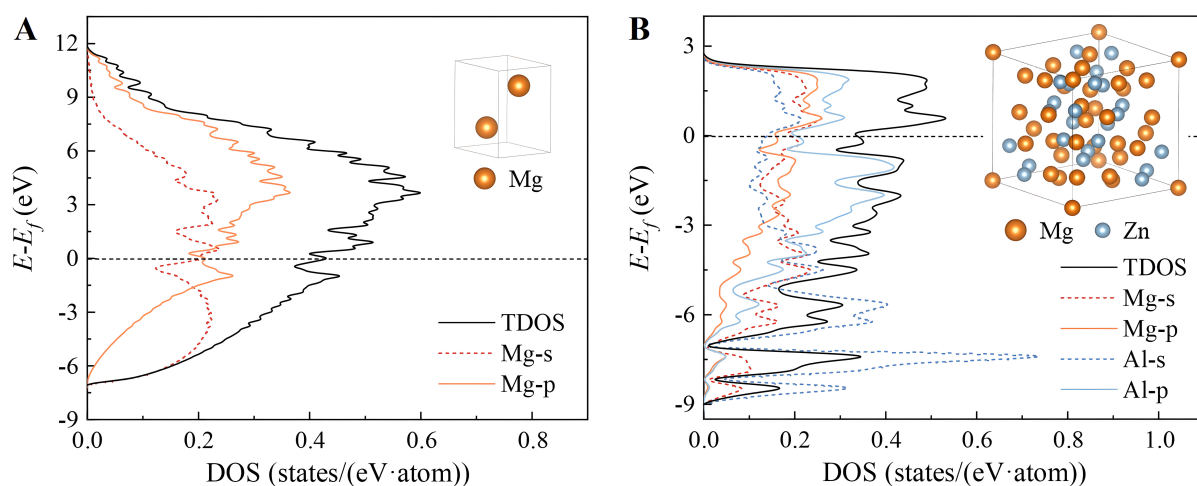 A
12
9
6
3
0
-3
-6
-9
E-Ef (eV)
0.0 0.2 0.4 0.6 0.8
DOS (states/(eV·atom))
Mg
TDOS
Mg-s
Mg-p
B
3
0
-3
-6
-9
E-Ef (eV)
0.0 0.2 0.4 0.6 0.8 1.0
DOS (states/(eV·atom))
Mg Zn
TDOS
Mg-s
Mg-p
Al-s
Al-p